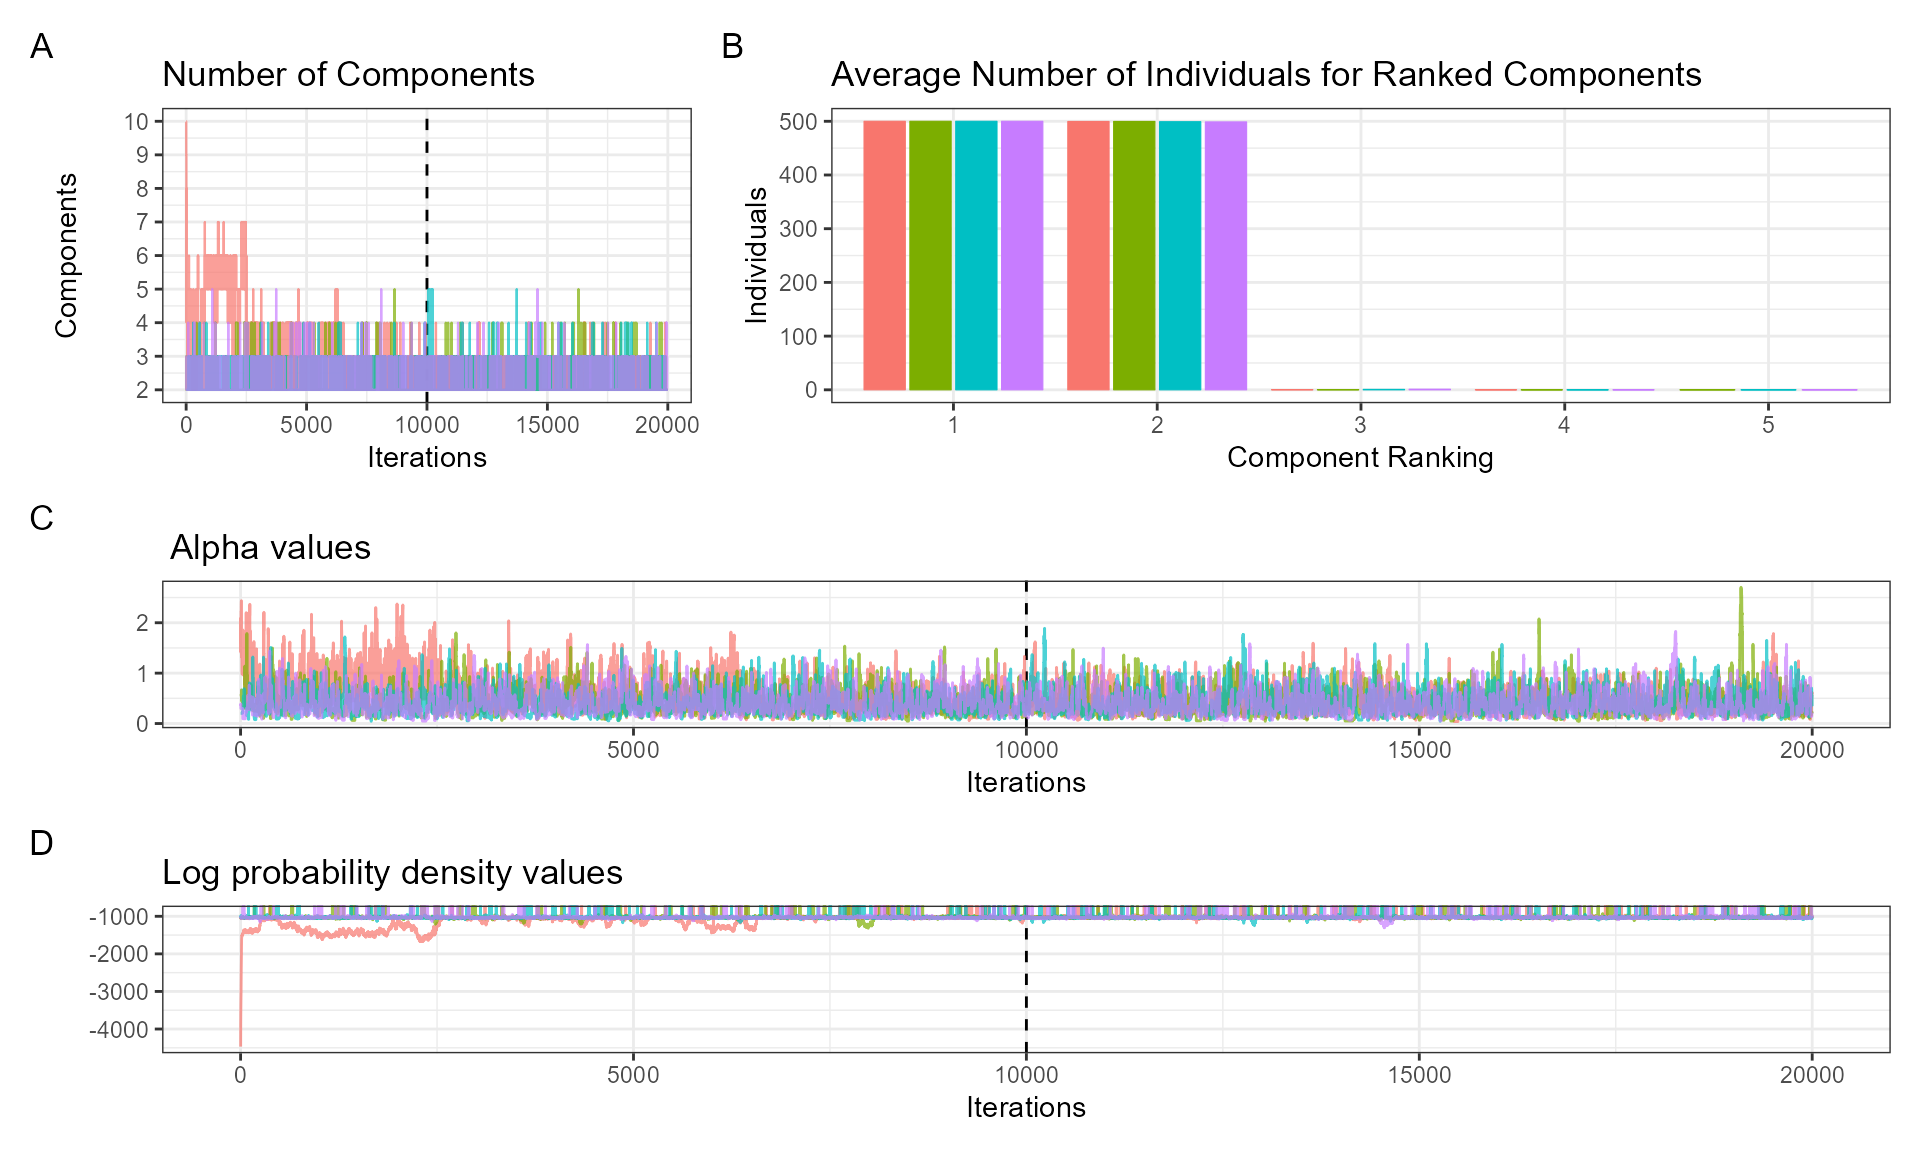 A
Number of Components
Components
10
9
8
7
6
5
4
3
2
0 5000 10000 15000 20000
Iterations
B
Average Number of Individuals for Ranked Components
Individuals
500
400
300
200
100
0
1 2 3 4 5
Component Ranking
C
Alpha values
2
1
0
0 5000 10000 15000 20000
Iterations
D
Log probability density values
-1000
-2000
-3000
-4000
0 5000 10000 15000 20000
Iterations